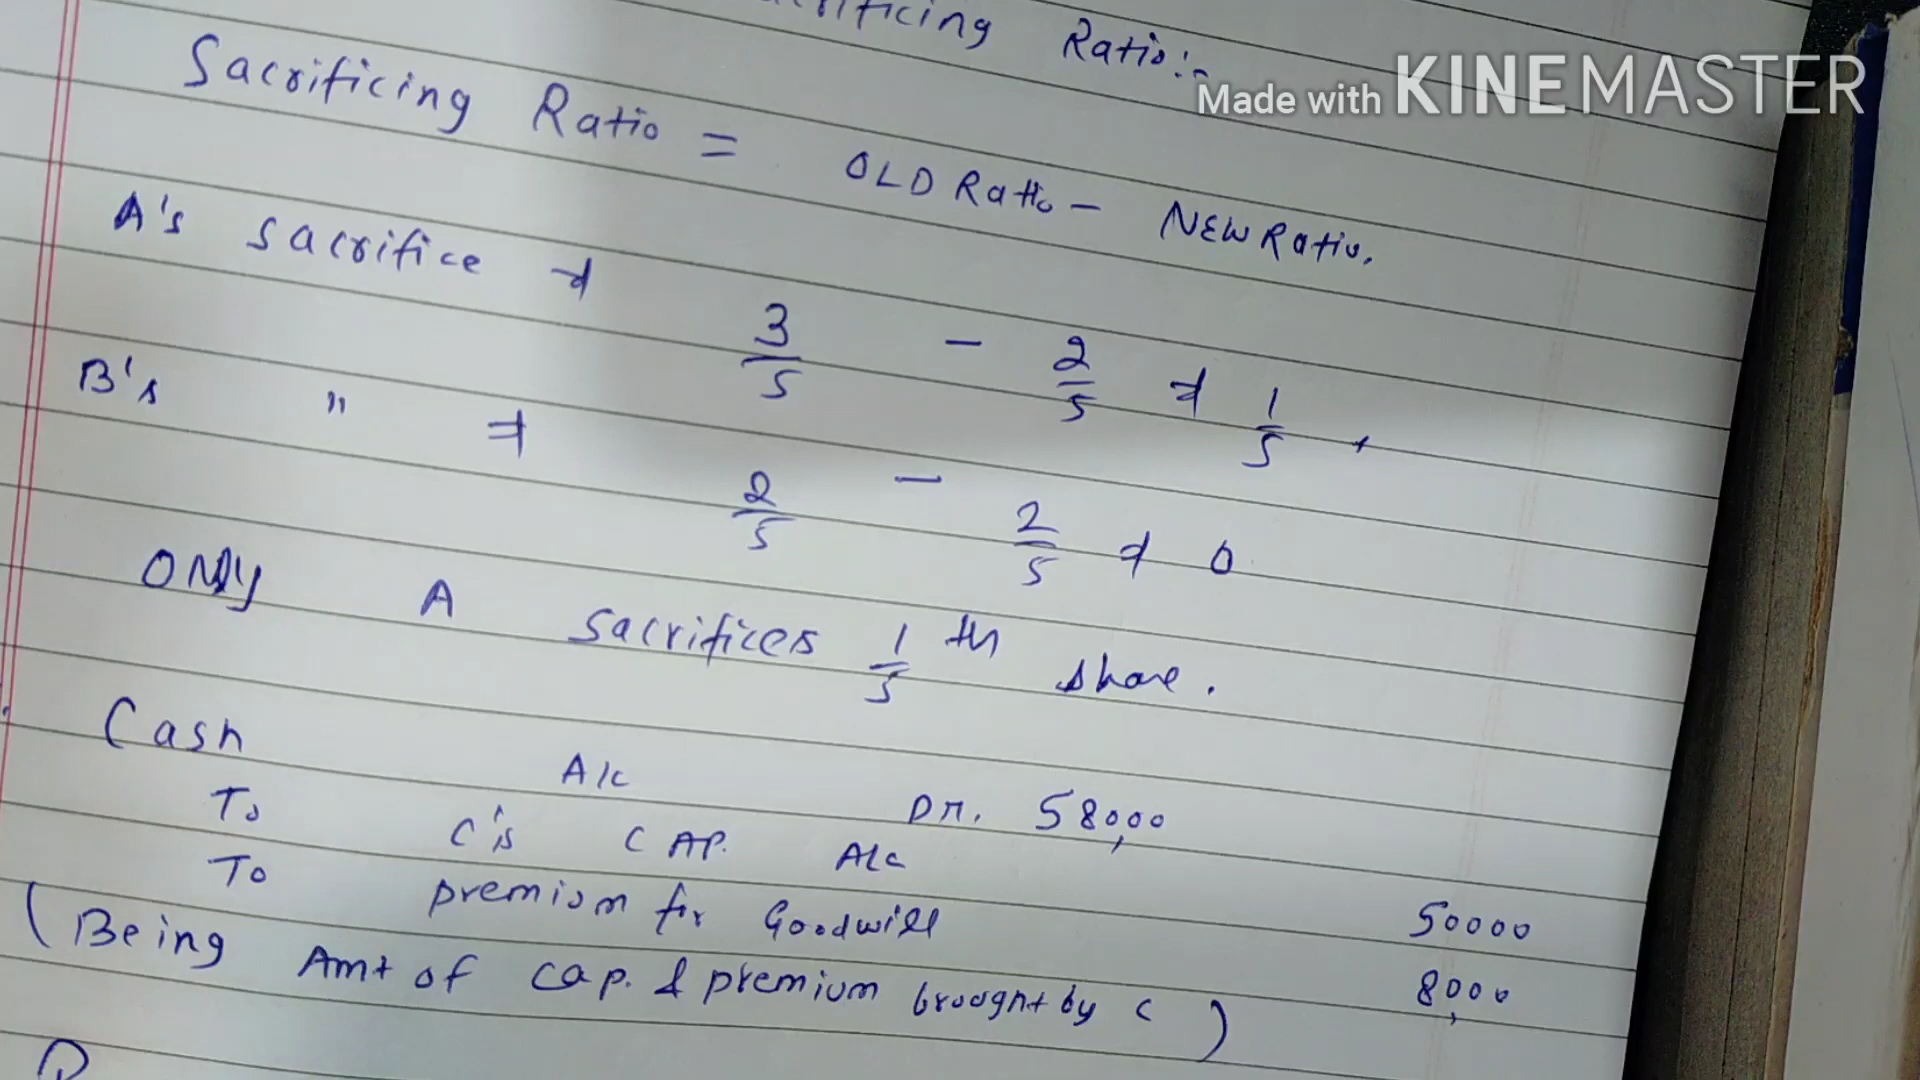 Ratio:-
Made with KINEMASTER
Sacrificing Ratio = OLD Ratio - NEW Ratio.
A's sacrifice ⇒ 3/5 - 2/5 ⇒ 1/5,
B's " ⇒ 2/5 - 2/5 ⇒ 0
ONly A sacrifices 1/5 th share.
Cash A/c Dr. 58,000
To C's CAP. A/c 50000
To premium for Goodwill 8,000
(Being Amt of cap. & premium brought by C)